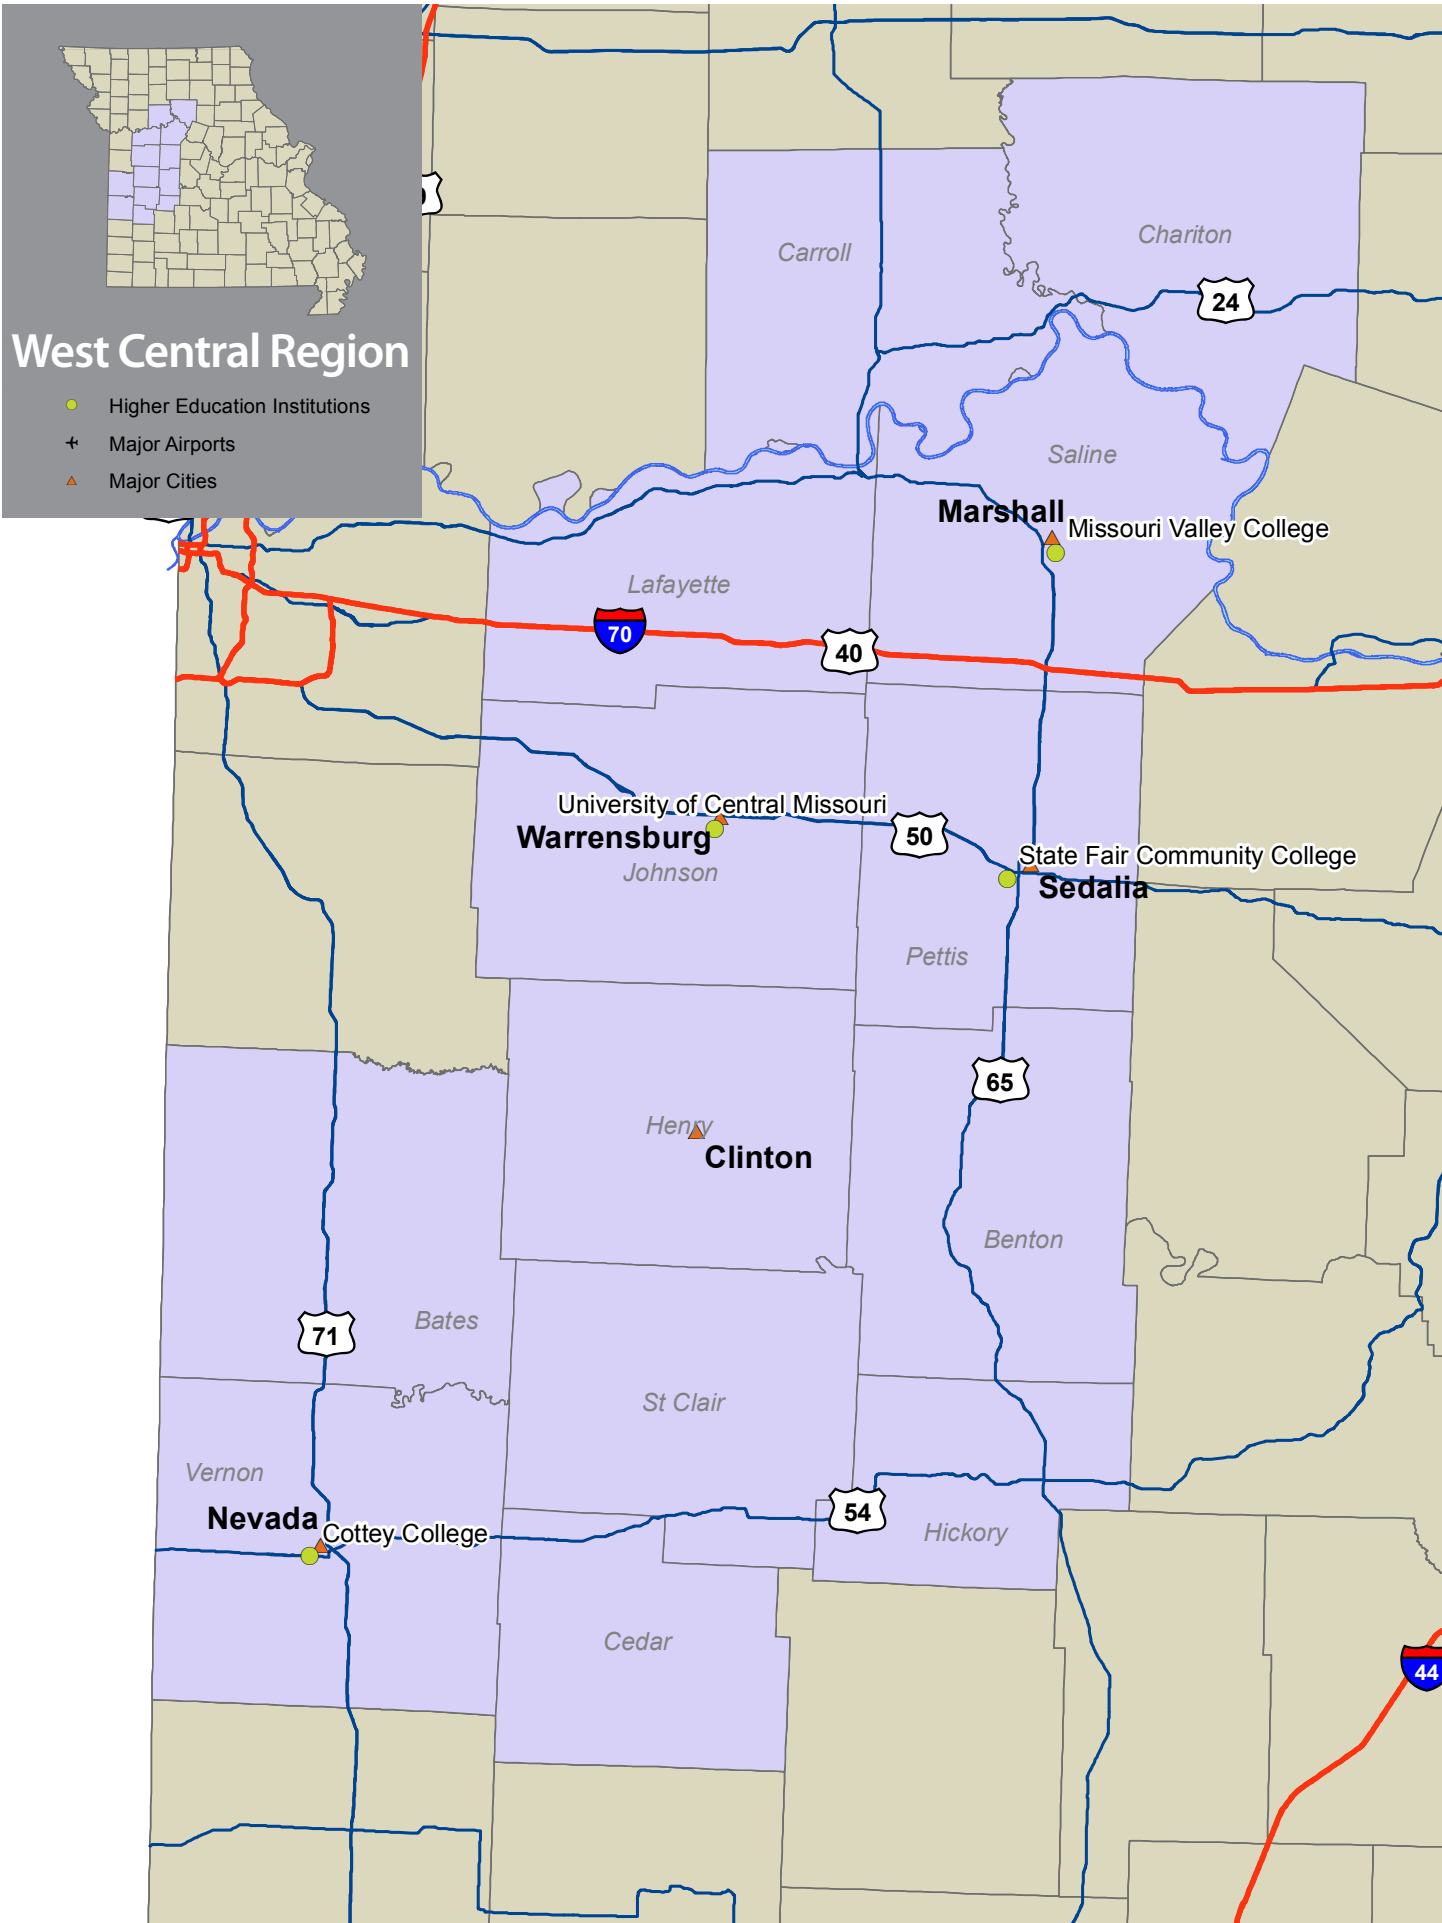 West Central Region
Higher Education Institutions
Major Airports
Major Cities
Carroll
Chariton
24
Saline
Marshall
Missouri Valley College
Lafayette
70
40
University of Central Missouri
Warrensburg
50
Johnson
State Fair Community College
Sedalia
Pettis
65
Henry
Clinton
Benton
Bates
71
St Clair
Vernon
Nevada
Cottey College
54
Hickory
Cedar
44